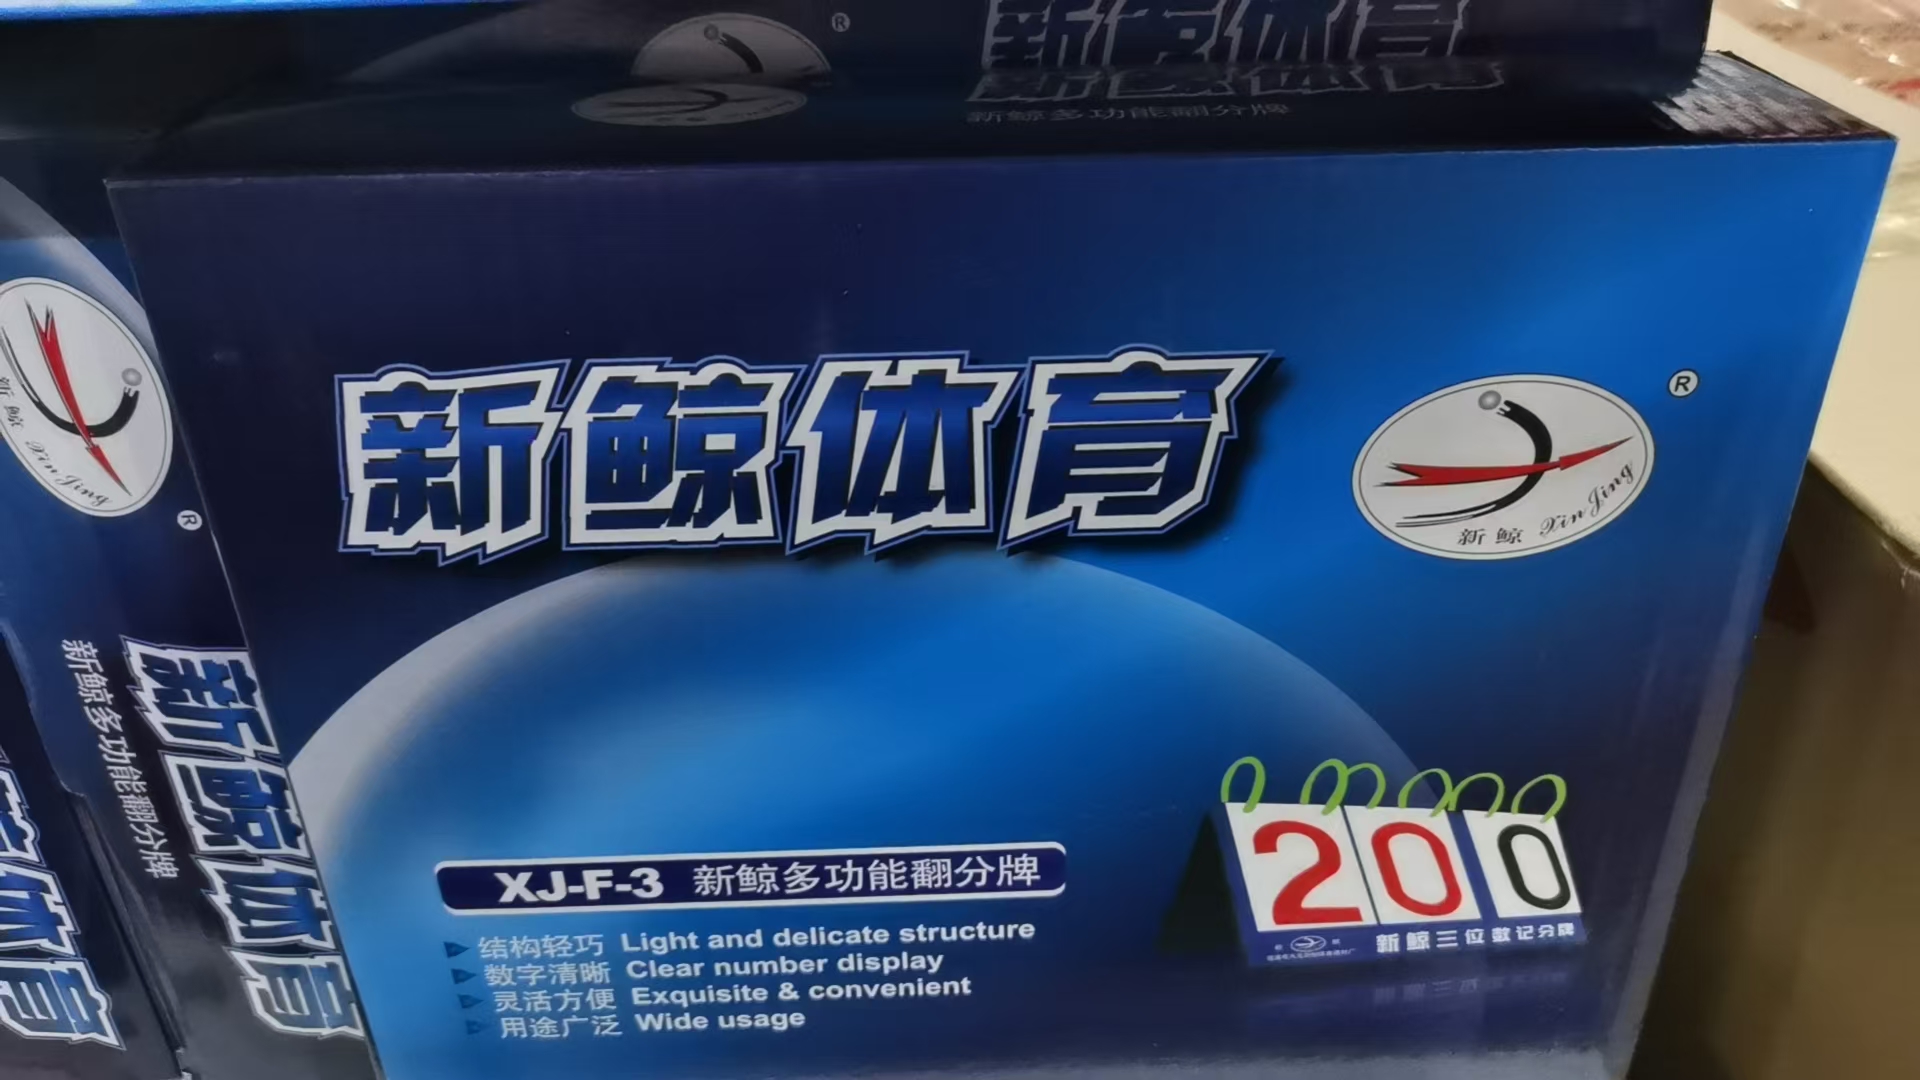 新鲸体育
新鲸多功能翻分牌
新鲸体育
®
新鲸 XinJing
XJ-F-3 新鲸多功能翻分牌
结构轻巧 Light and delicate structure
数字清晰 Clear number display
灵活方便 Exquisite & convenient
用途广泛 Wide usage
200
新鲸三位数记分牌
新鲸 XinJing
®
新鲸多功能翻分牌
新鲸体育
体育
®